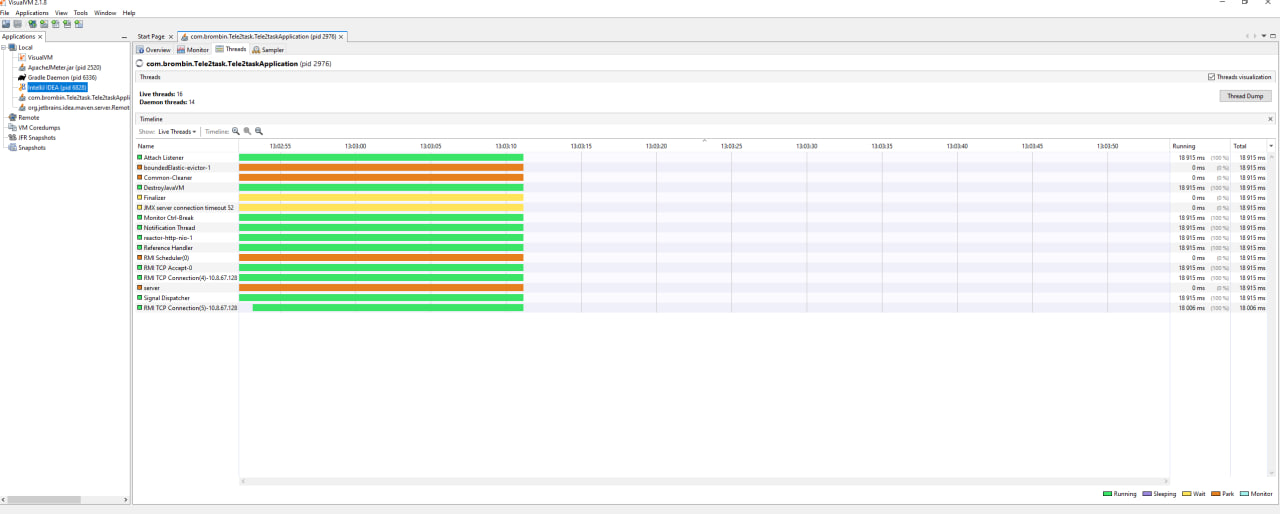 VisualVM 2.1.8
File Applications View Tools Window Help
Applications
Local
VisualVM
ApacheJMeter.jar (pid 2520)
Gradle Daemon (pid 6336)
IntelliJ IDEA (pid 6828)
com.brombin.Tele2task.Tele2taskAppli
org.jetbrains.idea.maven.server.Remot
Remote
VM Coredumps
JFR Snapshots
Snapshots
Start Page com.brombin.Tele2task.Tele2taskApplication (pid 2976)
Overview Monitor Threads Sampler
com.brombin.Tele2task.Tele2taskApplication (pid 2976)
Threads Threads visualization
Live threads: 16
Daemon threads: 14
Thread Dump
Timeline
Show: Live Threads Timeline:
Name 13:02:55 13:03:00 13:03:05 13:03:10 13:03:15 13:03:20 13:03:25 13:03:30 13:03:35 13:03:40 13:03:45 13:03:50 Running Total
Attach Listener 18 915 ms (100 %) 18 915 ms
boundedElastic-evictor-1 0 ms (0 %) 18 915 ms
Common-Cleaner 0 ms (0 %) 18 915 ms
DestroyJavaVM 18 915 ms (100 %) 18 915 ms
Finalizer 0 ms (0 %) 18 915 ms
JMX server connection timeout 52 0 ms (0 %) 18 915 ms
Monitor Ctrl-Break 18 915 ms (100 %) 18 915 ms
Notification Thread 18 915 ms (100 %) 18 915 ms
reactor-http-nio-1 18 915 ms (100 %) 18 915 ms
Reference Handler 18 915 ms (100 %) 18 915 ms
RMI Scheduler(0) 0 ms (0 %) 18 915 ms
RMI TCP Accept-0 18 915 ms (100 %) 18 915 ms
RMI TCP Connection(4)-10.8.67.128 18 915 ms (100 %) 18 915 ms
server 0 ms (0 %) 18 915 ms
Signal Dispatcher 18 915 ms (100 %) 18 915 ms
RMI TCP Connection(5)-10.8.67.128 18 006 ms (100 %) 18 006 ms
Running Sleeping Wait Park Monitor